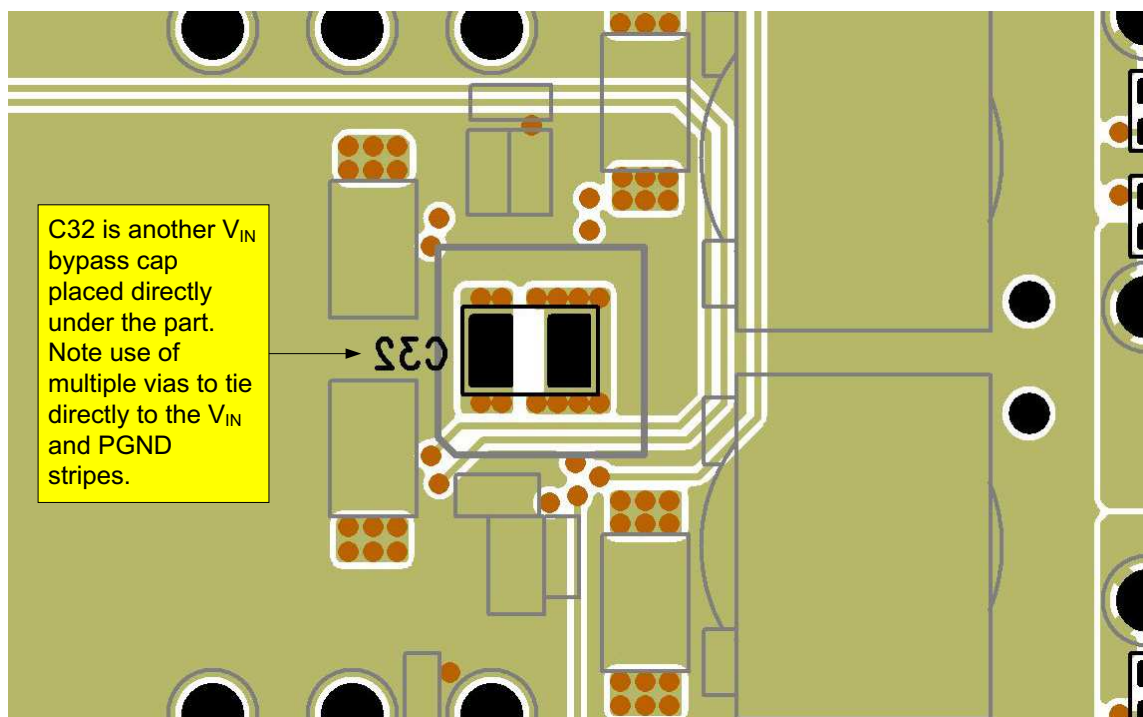 C32 is another VIN
bypass cap
placed directly
under the part.
Note use of
multiple vias to tie
directly to the VIN
and PGND
stripes.
C32